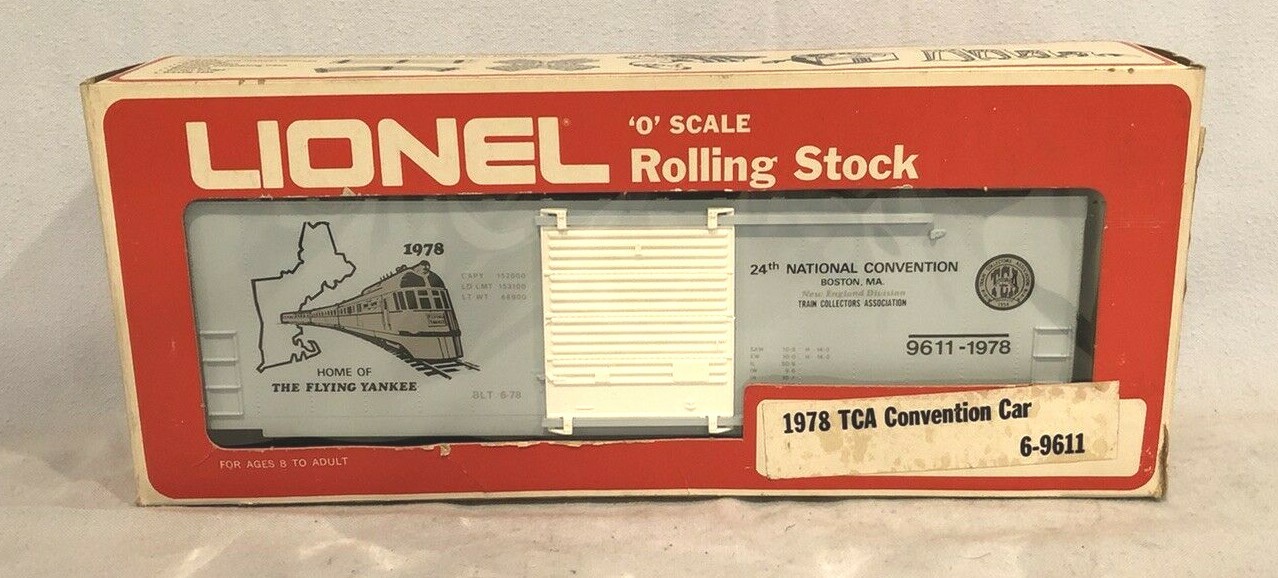 LIONEL
'O' SCALE
Rolling Stock
1978
CAPY 152000
LD LMT 153100
LT WT 66900
HOME OF
THE FLYING YANKEE
BLT 6-78
24th NATIONAL CONVENTION
BOSTON, MA.
New England Division
TRAIN COLLECTORS ASSOCIATION
9611-1978
1978 TCA Convention Car
6-9611
FOR AGES 8 TO ADULT